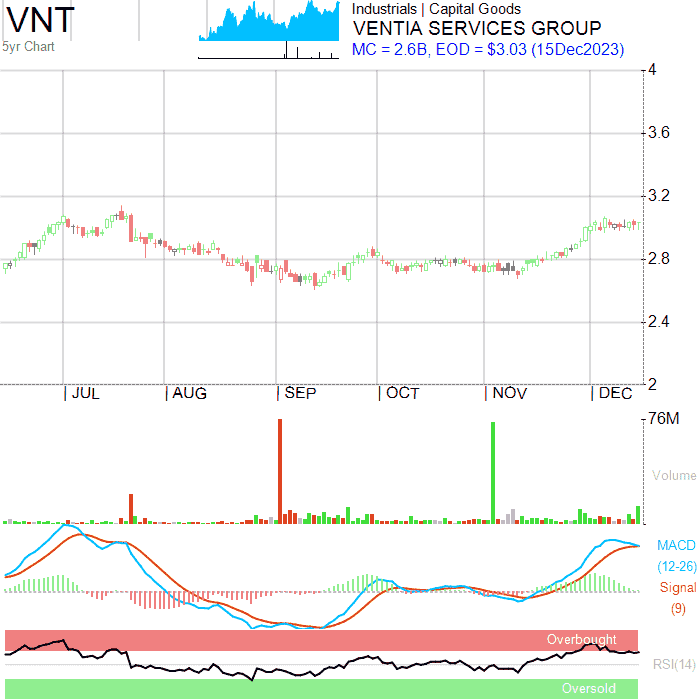 VNT
5yr Chart
Industrials | Capital Goods
VENTIA SERVICES GROUP
MC = 2.6B, EOD = $3.03 (15Dec2023)
4
3.6
3.2
2.8
2.4
2
JUL AUG SEP OCT NOV DEC
76M
Volume
MACD
(12-26)
Signal
(9)
Overbought
RSI(14)
Oversold